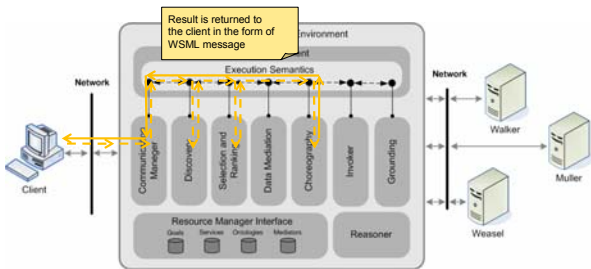 Result is returned to
the client in the form of
WSML message
Environment
Execution Semantics
Network
Network
Client
Manager
Discovery
Selection and
Ranking
Data Mediation
Choreography
Invoker
Grounding
Walker
Muller
Weasel
Resource Manager Interface
Goals
Services
Ontologies
Mediators
Reasoner